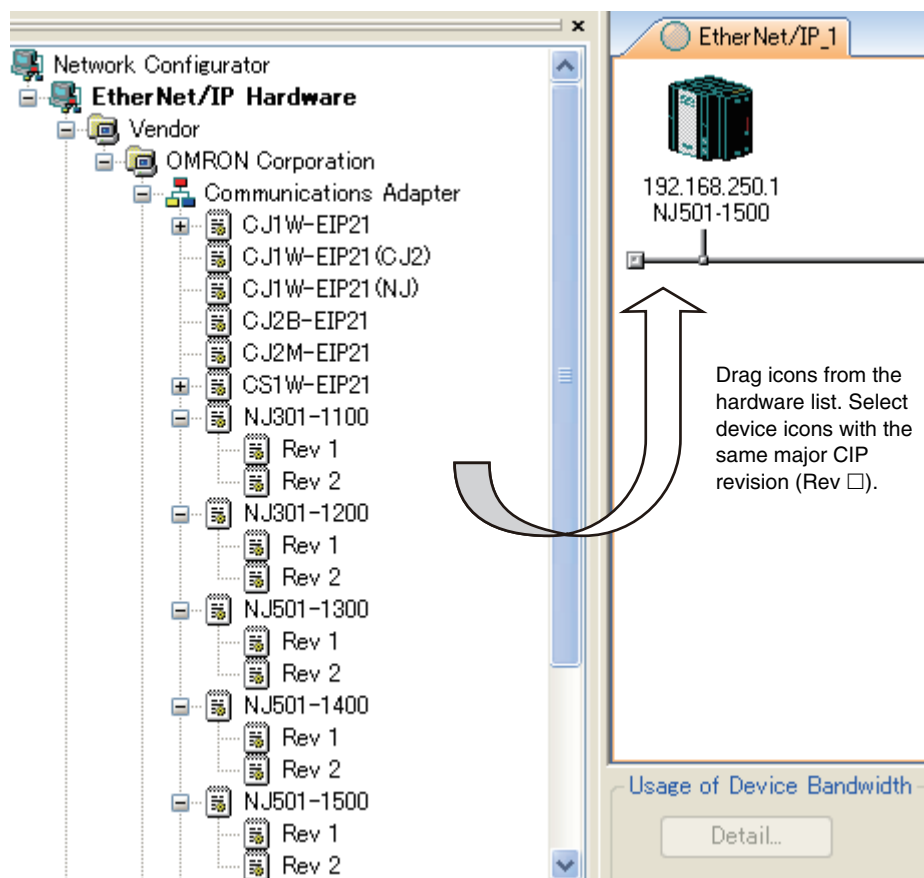 Network Configurator
EtherNet/IP Hardware
Vendor
OMRON Corporation
Communications Adapter
CJ1W-EIP21
CJ1W-EIP21(CJ2)
CJ1W-EIP21(NJ)
CJ2B-EIP21
CJ2M-EIP21
CS1W-EIP21
NJ301-1100
Rev 1
Rev 2
NJ301-1200
Rev 1
Rev 2
NJ501-1300
Rev 1
Rev 2
NJ501-1400
Rev 1
Rev 2
NJ501-1500
Rev 1
Rev 2
EtherNet/IP_1
192.168.250.1
NJ501-1500
Drag icons from the
hardware list. Select
device icons with the
same major CIP
revision (Rev □).
Usage of Device Bandwidth
Detail...